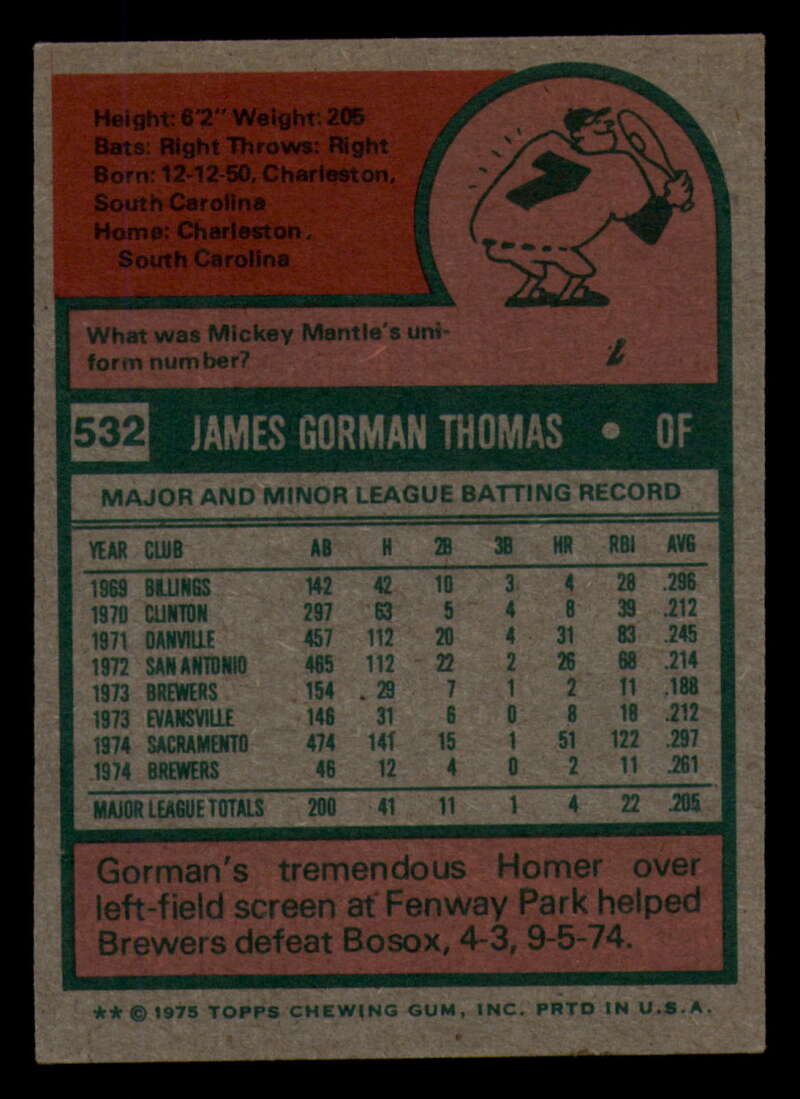 Height: 6'2" Weight: 205
Bats: Right Throws: Right
Born: 12-12-50, Charleston,
South Carolina
Home: Charleston,
South Carolina
7
What was Mickey Mantle's uni-
form number?
7
532 JAMES GORMAN THOMAS • OF
MAJOR AND MINOR LEAGUE BATTING RECORD
YEAR CLUB AB H 2B 3B HR RBI AVG
1969 BILLINGS 142 42 10 3 4 28 .296
1970 CLINTON 297 63 5 4 8 39 .212
1971 DANVILLE 457 112 20 4 31 83 .245
1972 SAN ANTONIO 465 112 22 2 26 68 .214
1973 BREWERS 154 29 7 1 2 11 .188
1973 EVANSVILLE 146 31 6 0 8 18 .212
1974 SACRAMENTO 474 141 15 1 51 122 .297
1974 BREWERS 46 12 4 0 2 11 .261
MAJOR LEAGUE TOTALS 200 41 11 1 4 22 .205
Gorman's tremendous Homer over
left-field screen at Fenway Park helped
Brewers defeat Bosox, 4-3, 9-5-74.
** © 1975 TOPPS CHEWING GUM, INC. PRTD IN U.S.A.